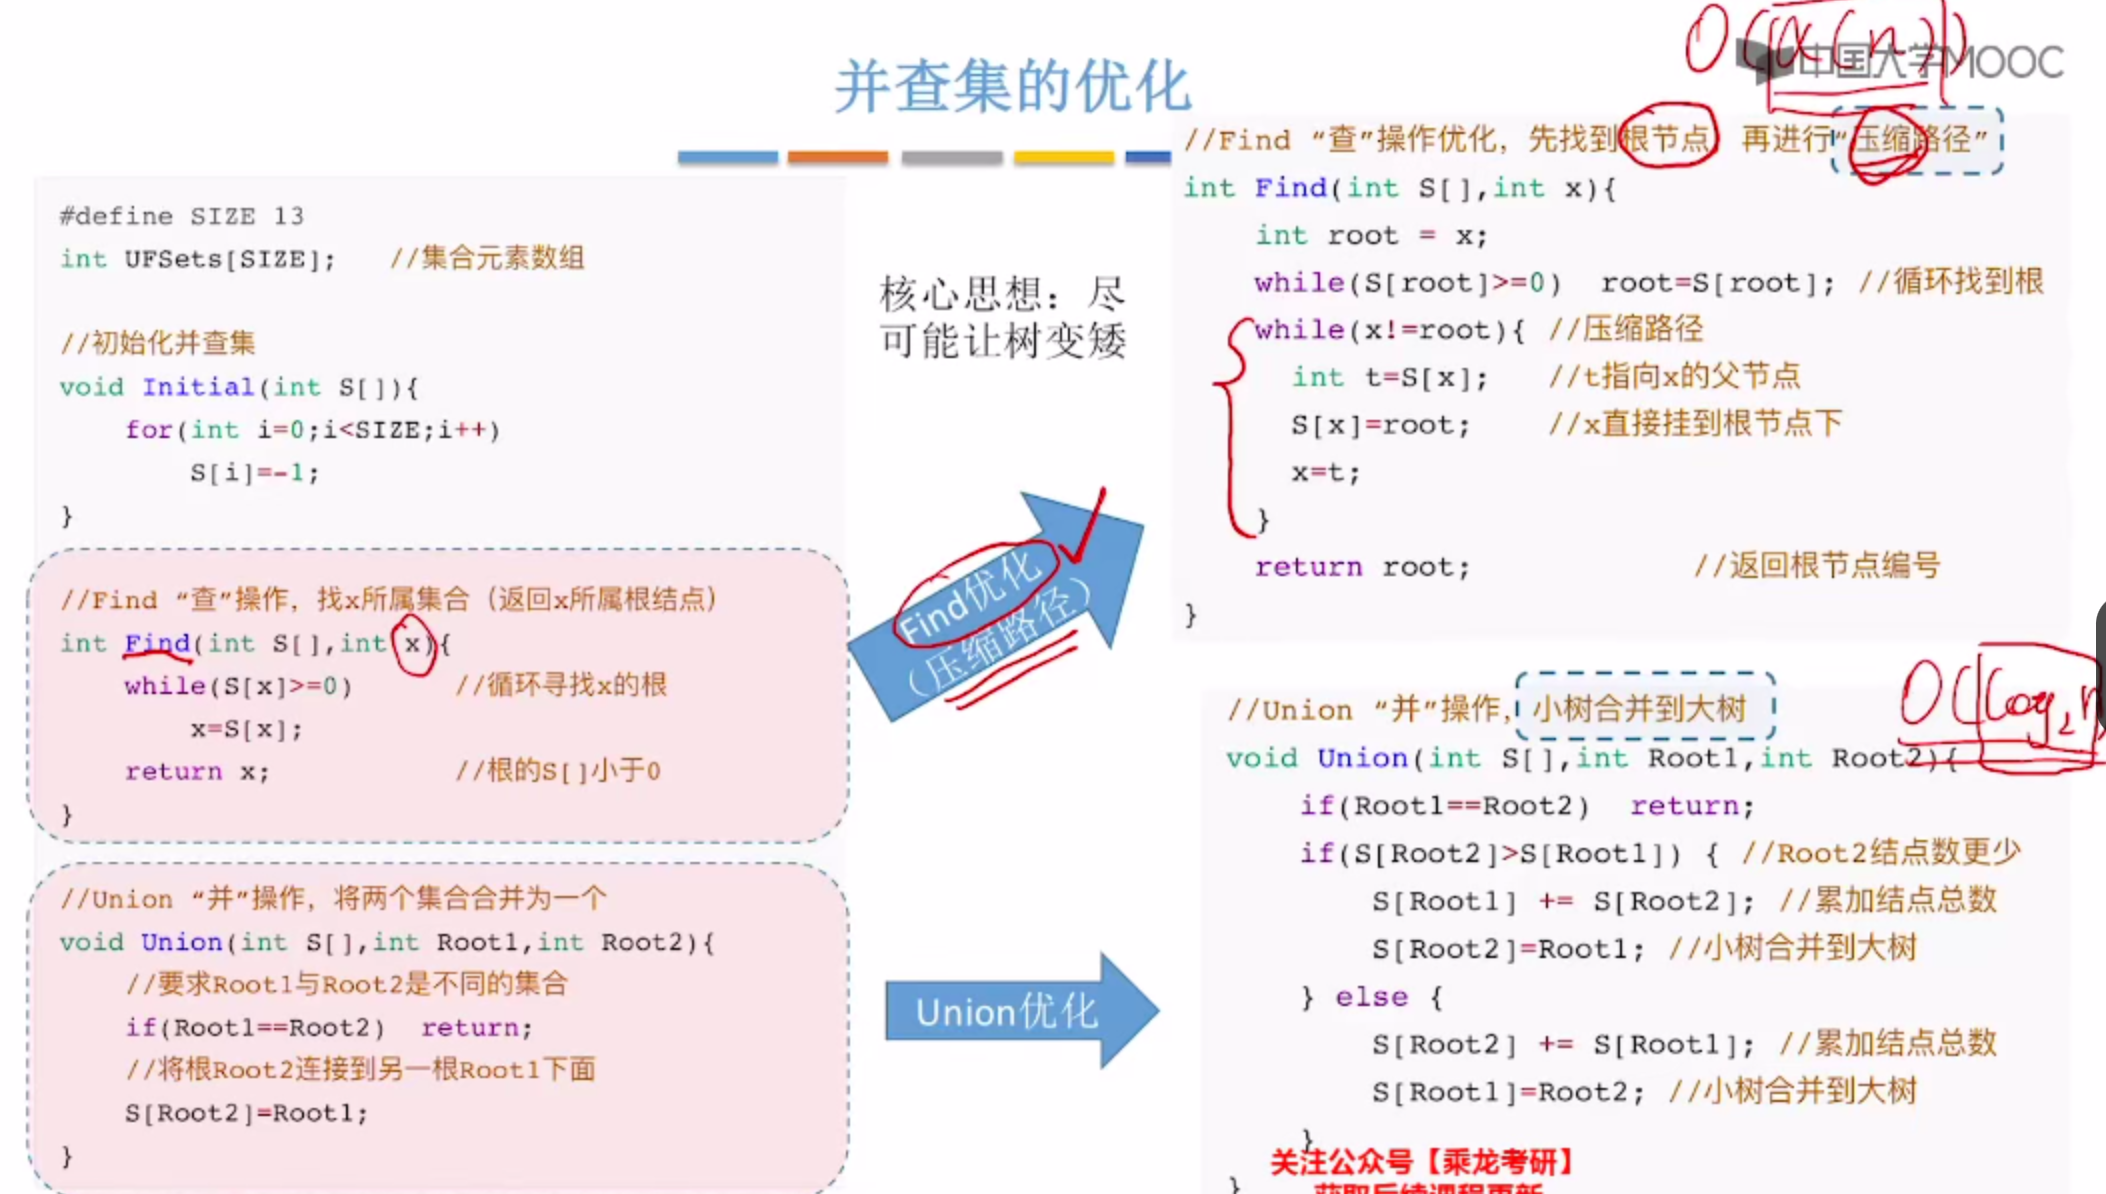 O(α(n))
中国大学MOOC
并查集的优化
#define SIZE 13
int UFSets[SIZE];   //集合元素数组
//初始化并查集
void Initial(int S[]){
    for(int i=0;i<SIZE;i++)
        S[i]=-1;
}
//Find “查”操作，找x所属集合（返回x所属根结点）
int Find(int S[],int x){
    while(S[x]>=0)      //循环寻找x的根
        x=S[x];
    return x;           //根的S[]小于0
}
//Union “并”操作，将两个集合合并为一个
void Union(int S[],int Root1,int Root2){
    //要求Root1与Root2是不同的集合
    if(Root1==Root2)  return;
    //将根Root2连接到另一根Root1下面
    S[Root2]=Root1;
}
核心思想：尽
可能让树变矮
Find优化
（压缩路径）
Union优化
//Find “查”操作优化，先找到根节点，再进行“压缩路径”
int Find(int S[],int x){
    int root = x;
    while(S[root]>=0)  root=S[root]; //循环找到根
    while(x!=root){ //压缩路径
      int t=S[x];   //t指向x的父节点
      S[x]=root;    //x直接挂到根节点下
      x=t;
    }
    return root;             //返回根节点编号
}
O(log₂n)
//Union “并”操作，小树合并到大树
void Union(int S[],int Root1,int Root2){
    if(Root1==Root2)  return;
    if(S[Root2]>S[Root1]) { //Root2结点数更少
        S[Root1] += S[Root2]; //累加结点总数
        S[Root2]=Root1; //小树合并到大树
    } else {
        S[Root2] += S[Root1]; //累加结点总数
        S[Root1]=Root2; //小树合并到大树
    }
}
关注公众号【乘龙考研】
获取后续课程更新